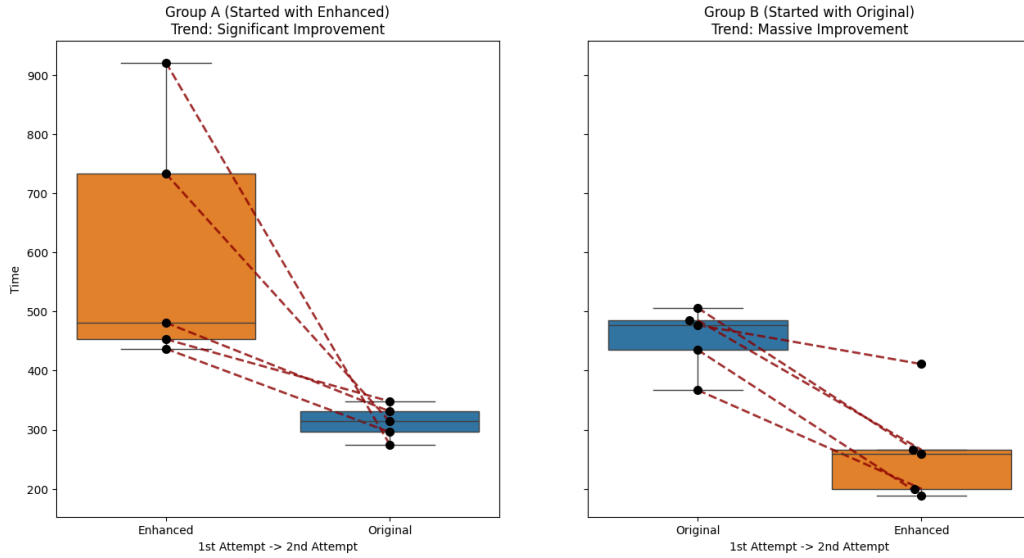 Group A (Started with Enhanced)
Trend: Significant Improvement
Group B (Started with Original)
Trend: Massive Improvement
900
800
700
600
500
400
300
200
Time
Enhanced
Original
1st Attempt -> 2nd Attempt
Original
Enhanced
1st Attempt -> 2nd Attempt